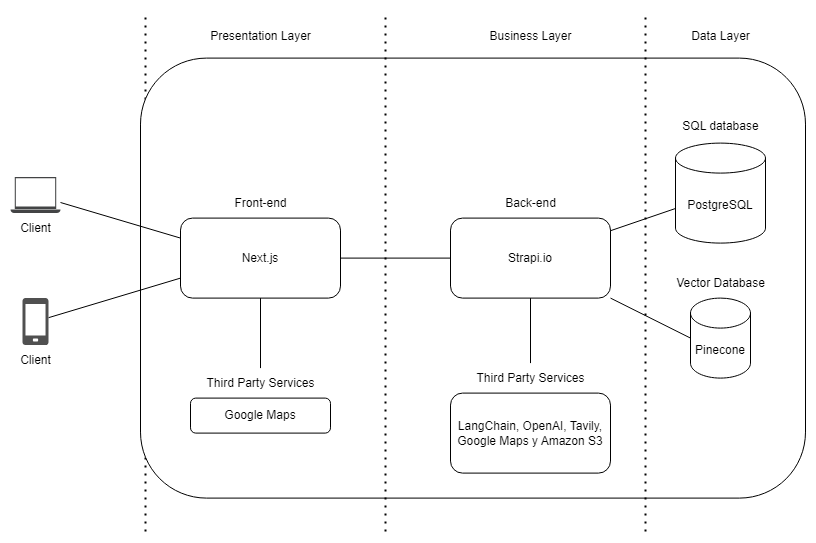 Presentation Layer
Business Layer
Data Layer
SQL database
PostgreSQL
Front-end
Back-end
Client
Next.js
Strapi.io
Vector Database
Pinecone
Client
Third Party Services
Google Maps
Third Party Services
LangChain, OpenAI, Tavily,
Google Maps y Amazon S3